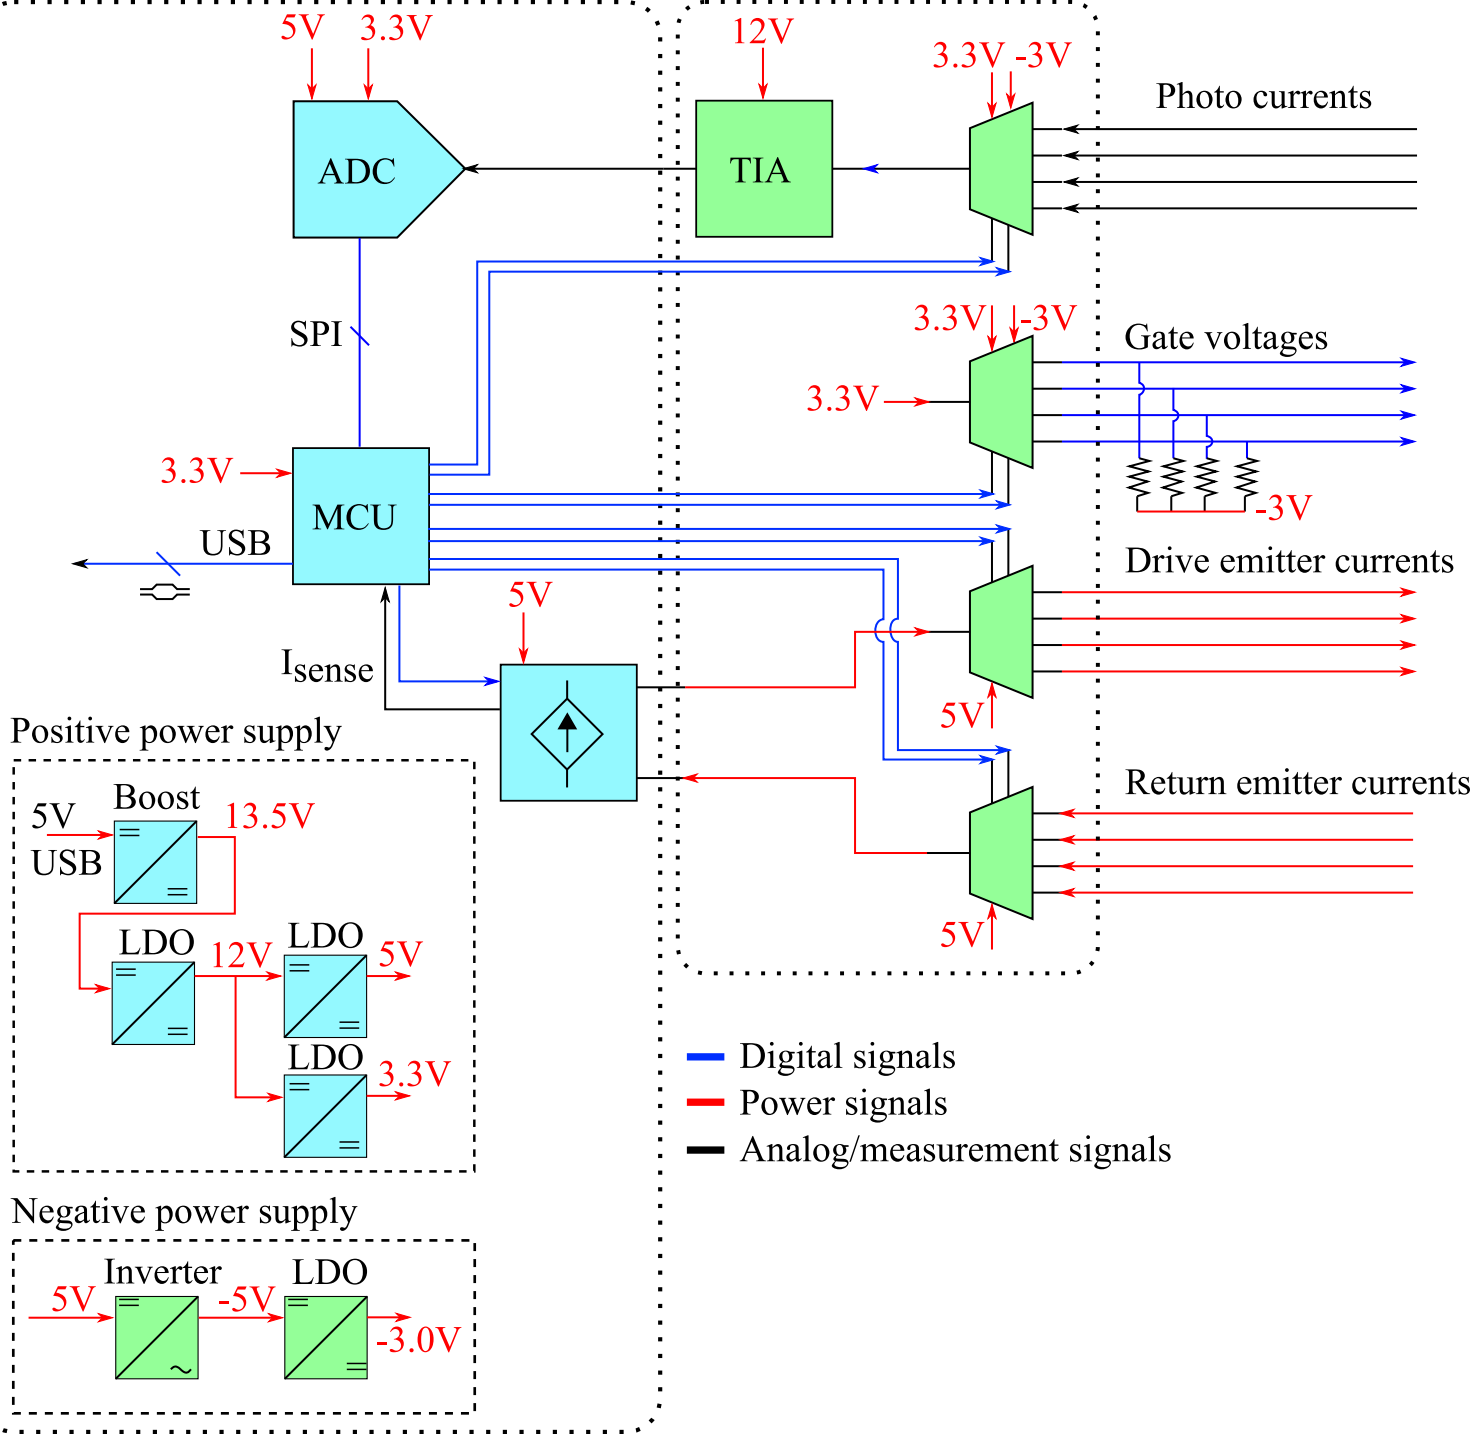 5V 3.3V
12V
3.3V -3V
Photo currents
ADC
TIA
SPI
3.3V -3V
Gate voltages
3.3V
3.3V
MCU
-3V
USB
Drive emitter currents
5V
Isense
5V
Positive power supply
Return emitter currents
Boost
5V
13.5V
USB
5V
LDO
12V
LDO
5V
LDO
3.3V
Digital signals
Power signals
Analog/measurement signals
Negative power supply
Inverter
LDO
5V
-5V
-3.0V